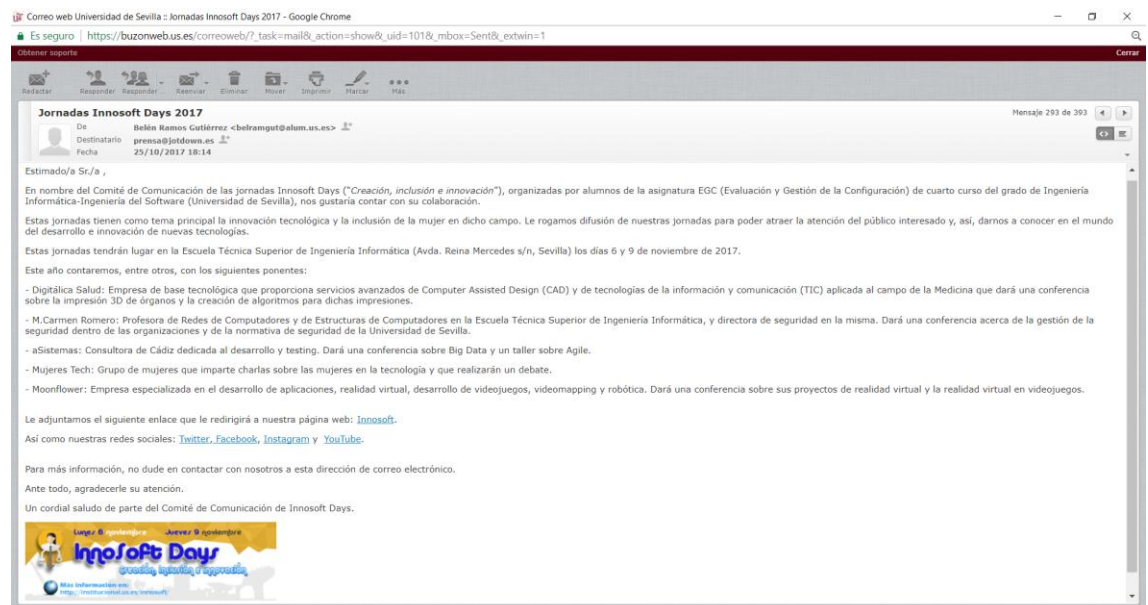 Correo web Universidad de Sevilla :: Jornadas Innosoft Days 2017 - Google Chrome
Es seguro | https://buzonweb.us.es/correoweb/?_task=mail&_action=show&_uid=101&_mbox=Sent&_extwin=1
Obtener soporte Cerrar
Redactar Responder Responder... Reenviar Eliminar Mover Imprimir Marcar Más
Jornadas Innosoft Days 2017 Mensaje 293 de 393
De Belén Ramos Gutiérrez <belramgut@alum.us.es>
Destinatario prensa@jotdown.es
Fecha 25/10/2017 18:14
Estimado/a Sr./a ,
En nombre del Comité de Comunicación de las jornadas Innosoft Days ("Creación, inclusión e innovación"), organizadas por alumnos de la asignatura EGC (Evaluación y Gestión de la Configuración) de cuarto curso del grado de Ingeniería
Informática-Ingeniería del Software (Universidad de Sevilla), nos gustaría contar con su colaboración.
Estas jornadas tienen como tema principal la innovación tecnológica y la inclusión de la mujer en dicho campo. Le rogamos difusión de nuestras jornadas para poder atraer la atención del público interesado y, así, darnos a conocer en el mundo
del desarrollo e innovación de nuevas tecnologías.
Estas jornadas tendrán lugar en la Escuela Técnica Superior de Ingeniería Informática (Avda. Reina Mercedes s/n, Sevilla) los días 6 y 9 de noviembre de 2017.
Este año contaremos, entre otros, con los siguientes ponentes:
- Digitálica Salud: Empresa de base tecnológica que proporciona servicios avanzados de Computer Assisted Design (CAD) y de tecnologías de la información y comunicación (TIC) aplicada al campo de la Medicina que dará una conferencia
sobre la impresión 3D de órganos y la creación de algoritmos para dichas impresiones.
- M.Carmen Romero: Profesora de Redes de Computadores y de Estructuras de Computadores en la Escuela Técnica Superior de Ingeniería Informática, y directora de seguridad en la misma. Dará una conferencia acerca de la gestión de la
seguridad dentro de las organizaciones y de la normativa de seguridad de la Universidad de Sevilla.
- aSistemas: Consultora de Cádiz dedicada al desarrollo y testing. Dará una conferencia sobre Big Data y un taller sobre Agile.
- Mujeres Tech: Grupo de mujeres que imparte charlas sobre las mujeres en la tecnología y que realizarán un debate.
- Moonflower: Empresa especializada en el desarrollo de aplicaciones, realidad virtual, desarrollo de videojuegos, videomapping y robótica. Dará una conferencia sobre sus proyectos de realidad virtual y la realidad virtual en videojuegos.
Le adjuntamos el siguiente enlace que le redirigirá a nuestra página web: Innosoft.
Así como nuestras redes sociales: Twitter, Facebook, Instagram y YouTube.
Para más información, no dude en contactar con nosotros a esta dirección de correo electrónico.
Ante todo, agradecerle su atención.
Un cordial saludo de parte del Comité de Comunicación de Innosoft Days.
Lunes 6 noviembre Jueves 9 noviembre
Innosoft Days
creación, inclusión e innovación
Más información en:
http://institucional.us.es/innosoft